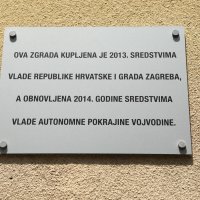 OVA ZGRADA KUPLJENA JE 2013. SREDSTVIMA
VLADE REPUBLIKE HRVATSKE I GRADA ZAGREBA,
A OBNOVLJENA 2014. GODINE SREDSTVIMA
VLADE AUTONOMNE POKRAJINE VOJVODINE.